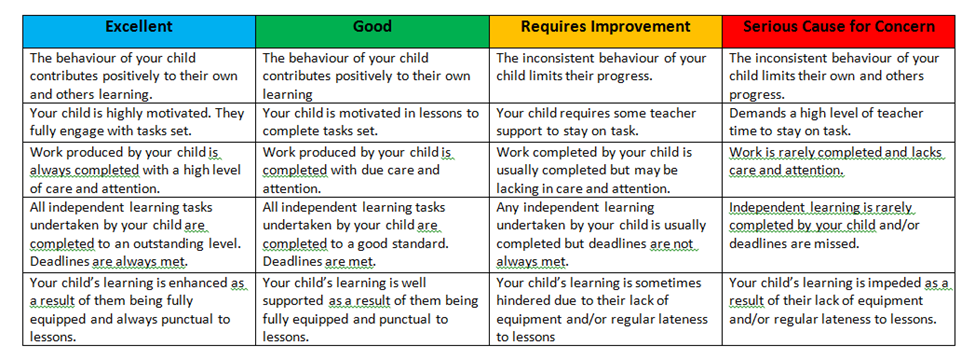 Excellent
Good
Requires Improvement
Serious Cause for Concern
The behaviour of your child
contributes positively to their own
and others learning.
The behaviour of your child
contributes positively to their own
learning
The inconsistent behaviour of your
child limits their progress.
The inconsistent behaviour of your
child limits their own and others
progress.
Your child is highly motivated. They
fully engage with tasks set.
Your child is motivated in lessons to
complete tasks set.
Your child requires some teacher
support to stay on task.
Demands a high level of teacher
time to stay on task.
Work produced by your child is
always completed with a high level
of care and attention.
Work produced by your child is
completed with due care and
attention.
Work completed by your child is
usually completed but may be
lacking in care and attention.
Work is rarely completed and lacks
care and attention.
All independent learning tasks
undertaken by your child are
completed to an outstanding level.
Deadlines are always met.
All independent learning tasks
undertaken by your child are
completed to a good standard.
Deadlines are met.
Any independent learning
undertaken by your child is usually
completed but deadlines are not
always met.
Independent learning is rarely
completed by your child and/or
deadlines are missed.
Your child's learning is enhanced as
a result of them being fully
equipped and always punctual to
lessons.
Your child's learning is well
supported as a result of them being
fully equipped and punctual to
lessons.
Your child's learning is sometimes
hindered due to their lack of
equipment and/or regular lateness
to lessons
Your child's learning is impeded as a
result of their lack of equipment
and/or regular lateness to lessons.